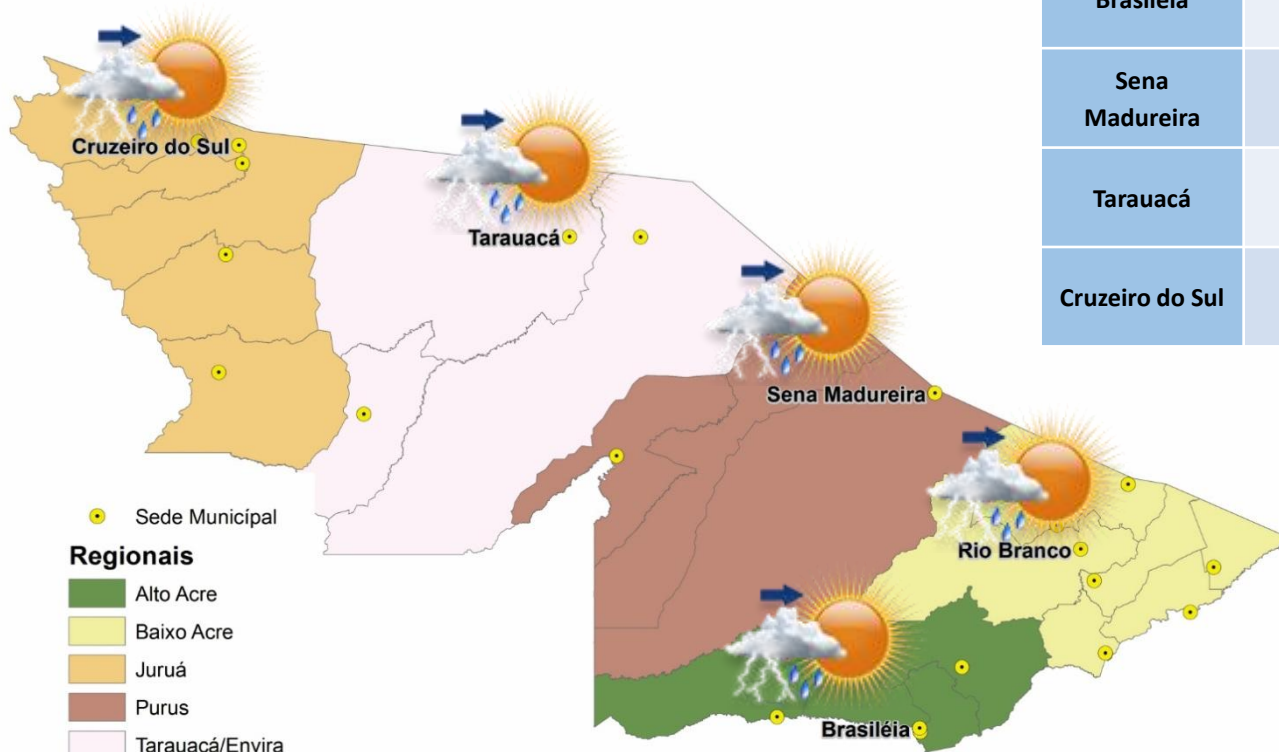 Brasiléia
Sena
Madureira
Tarauacá
Cruzeiro do Sul
Cruzeiro do Sul
Tarauacá
Sena Madureira
Rio Branco
Brasiléia
Sede Municípal
Regionais
Alto Acre
Baixo Acre
Juruá
Purus
Tarauacá/Envira